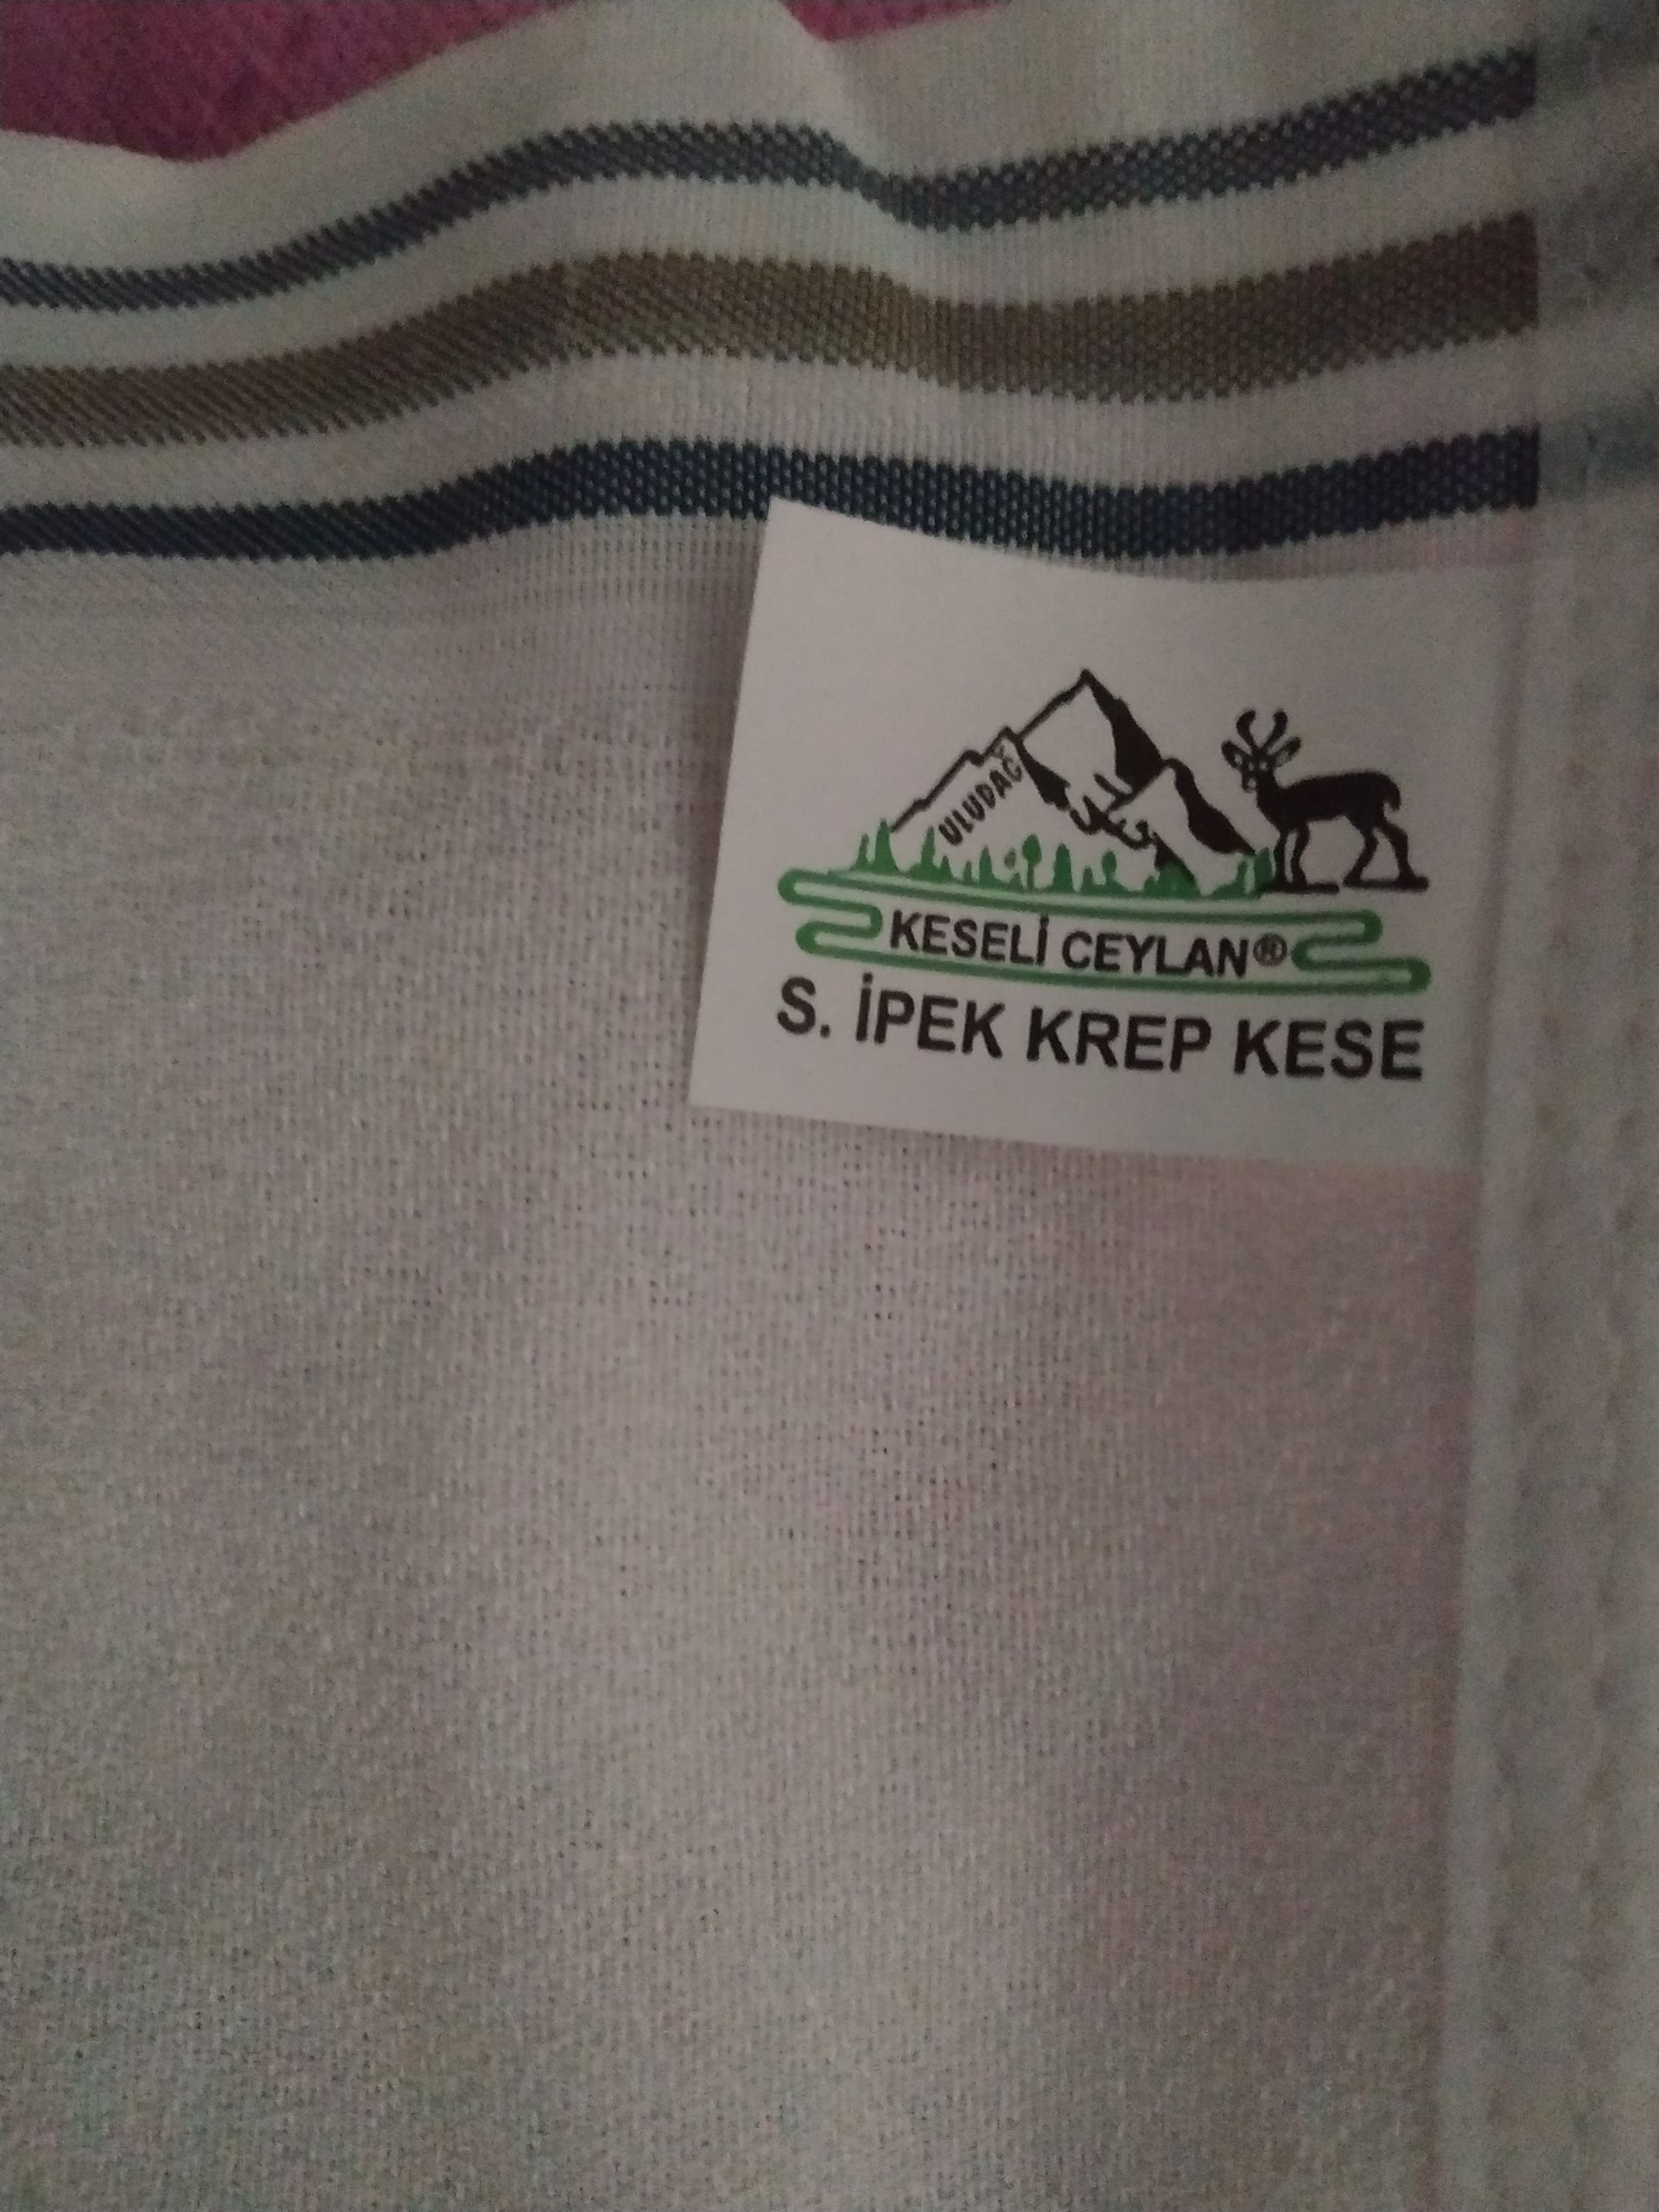 ULUDAĞ
KESELİ CEYLAN®
S. İPEK KREP KESE